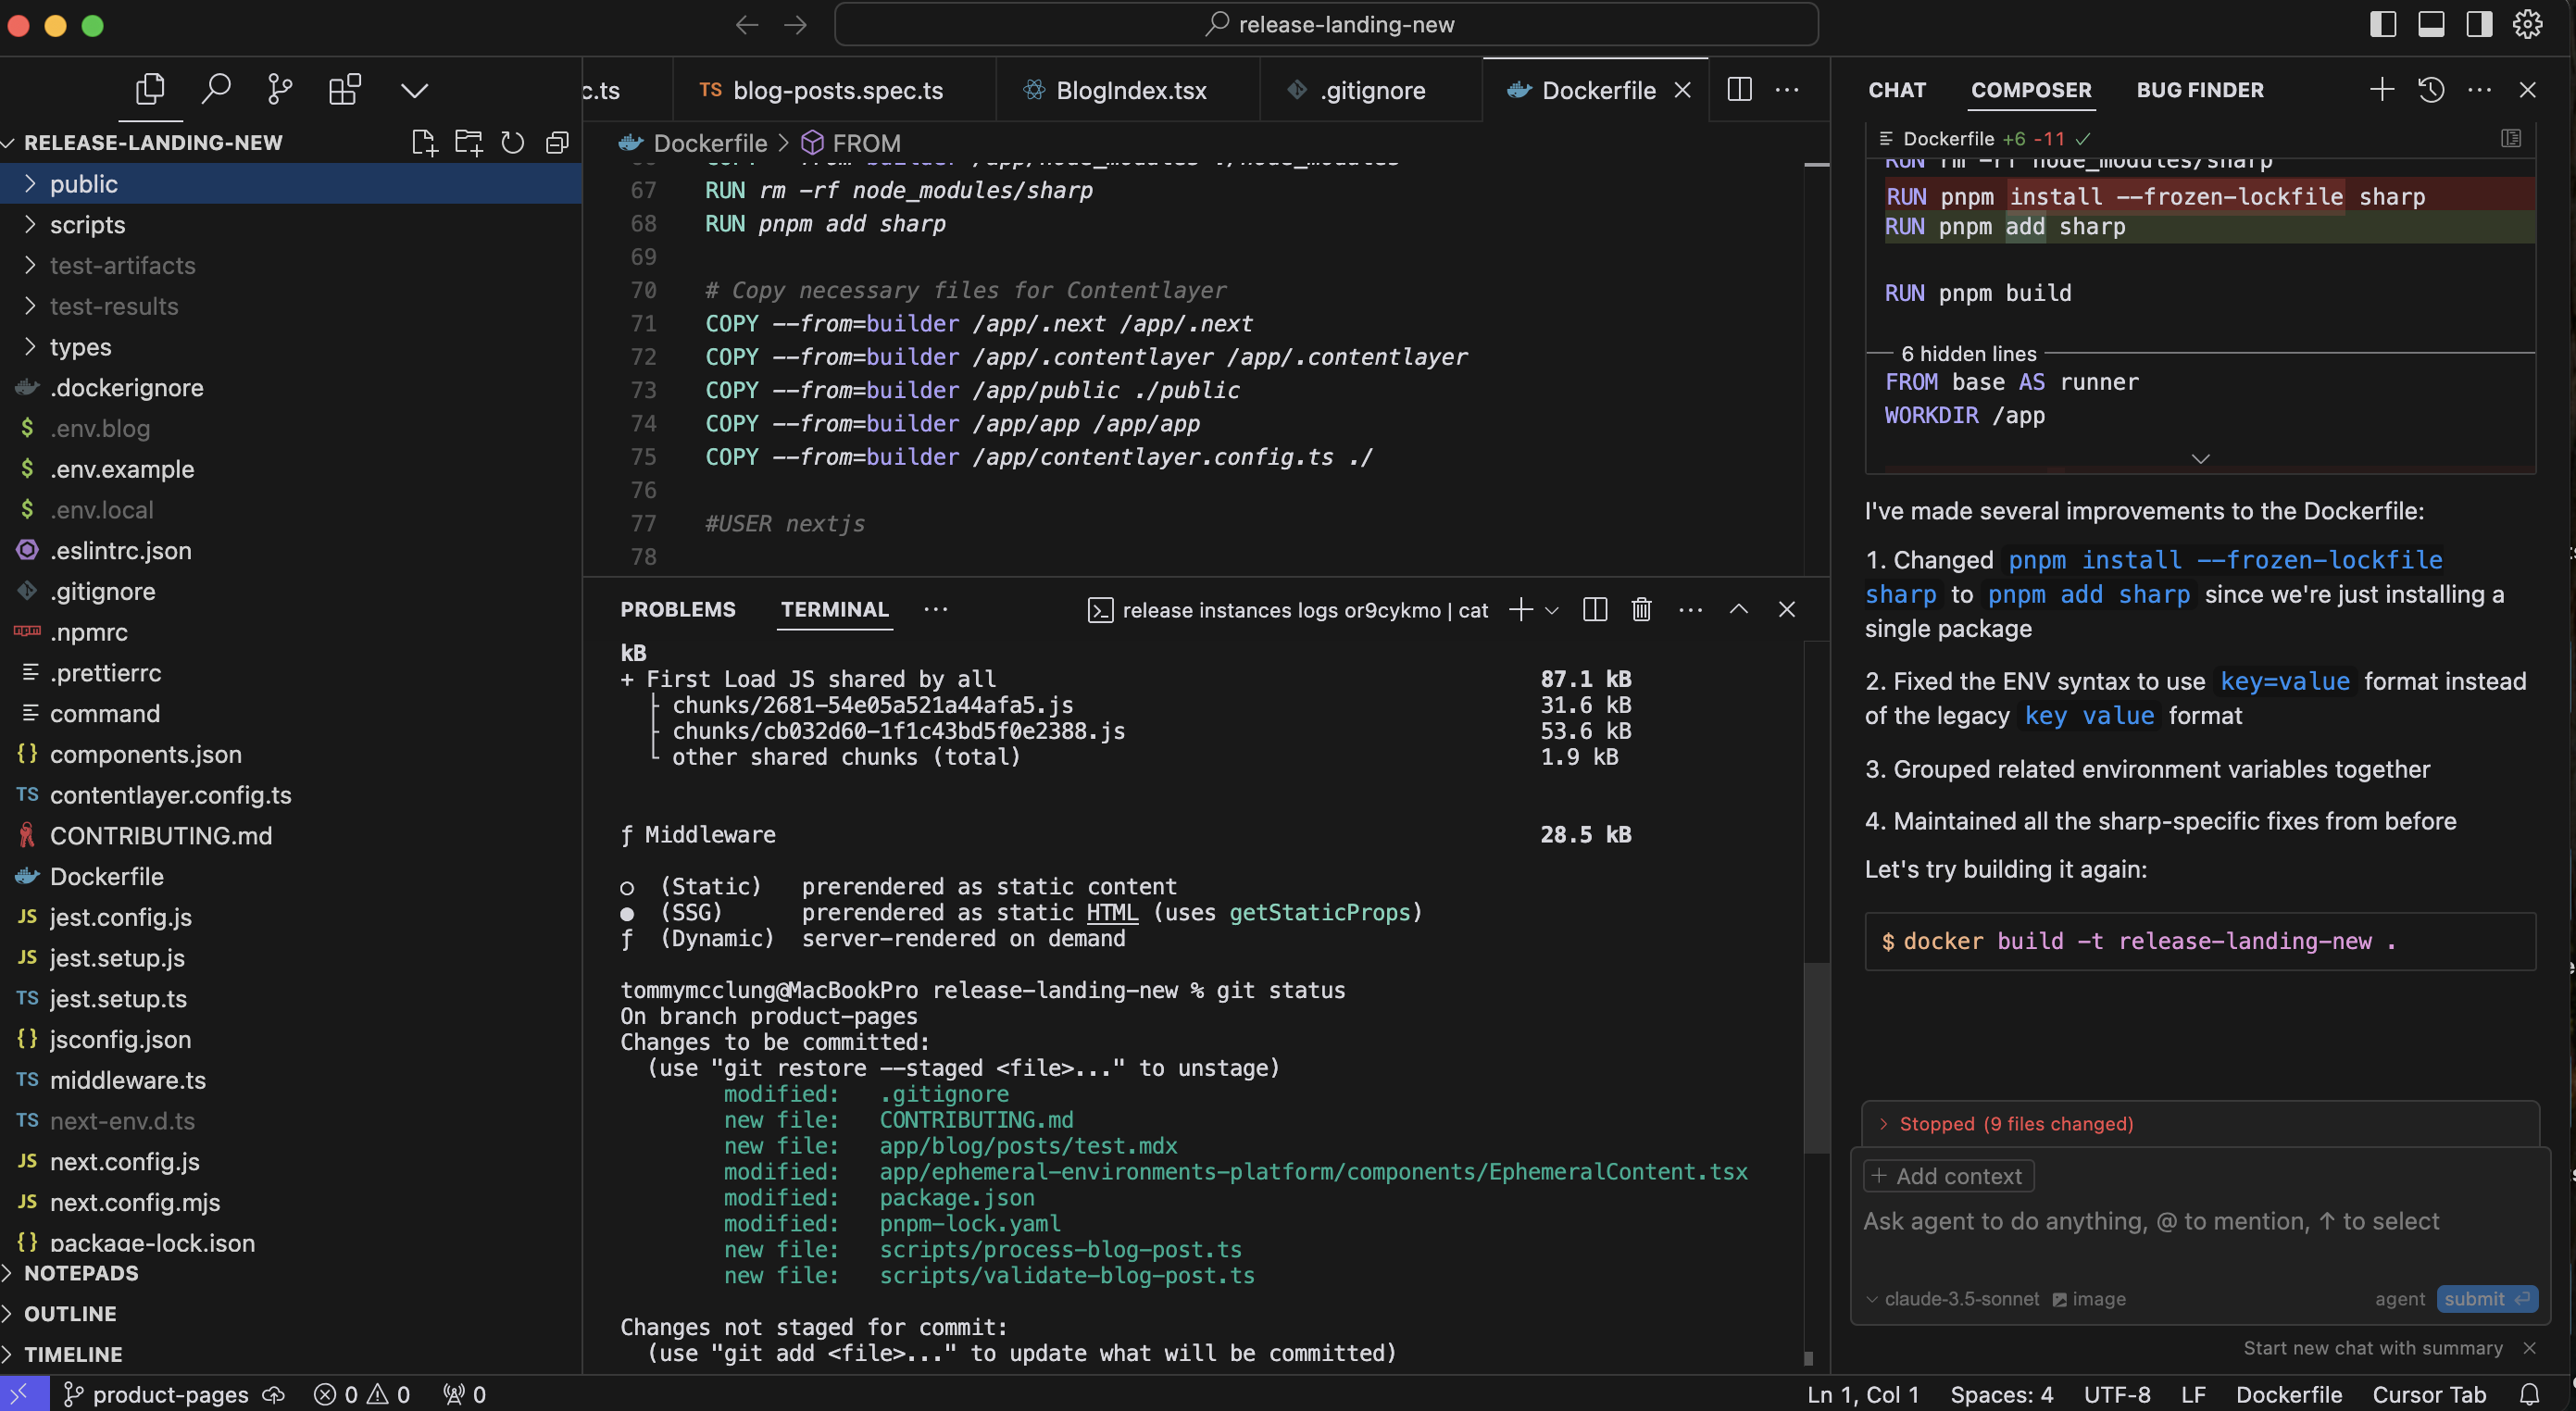 release-landing-new
RELEASE-LANDING-NEW
public
scripts
test-artifacts
test-results
types
.dockerignore
.env.blog
.env.example
.env.local
.eslintrc.json
.gitignore
.npmrc
.prettierrc
command
components.json
TS contentlayer.config.ts
CONTRIBUTING.md
Dockerfile
JS jest.config.js
JS jest.setup.js
TS jest.setup.ts
jsconfig.json
TS middleware.ts
TS next-env.d.ts
JS next.config.js
JS next.config.mjs
package-lock.json
NOTEPADS
OUTLINE
TIMELINE
c.ts
TS blog-posts.spec.ts
BlogIndex.tsx
.gitignore
Dockerfile
Dockerfile > FROM
67 RUN rm -rf node_modules/sharp
68 RUN pnpm add sharp
69
70 # Copy necessary files for Contentlayer
71 COPY --from=builder /app/.next /app/.next
72 COPY --from=builder /app/.contentlayer /app/.contentlayer
73 COPY --from=builder /app/public ./public
74 COPY --from=builder /app/app /app/app
75 COPY --from=builder /app/contentlayer.config.ts ./
76
77 #USER nextjs
78
PROBLEMS TERMINAL ··· release instances logs or9cykmo | cat
kB
+ First Load JS shared by all 87.1 kB
├ chunks/2681-54e05a521a44afa5.js 31.6 kB
├ chunks/cb032d60-1f1c43bd5f0e2388.js 53.6 kB
└ other shared chunks (total) 1.9 kB
ƒ Middleware 28.5 kB
○ (Static) prerendered as static content
● (SSG) prerendered as static HTML (uses getStaticProps)
ƒ (Dynamic) server-rendered on demand
tommymcclung@MacBookPro release-landing-new % git status
On branch product-pages
Changes to be committed:
(use "git restore --staged <file>..." to unstage)
modified: .gitignore
new file: CONTRIBUTING.md
new file: app/blog/posts/test.mdx
modified: app/ephemeral-environments-platform/components/EphemeralContent.tsx
modified: package.json
modified: pnpm-lock.yaml
new file: scripts/process-blog-post.ts
new file: scripts/validate-blog-post.ts
Changes not staged for commit:
(use "git add <file>..." to update what will be committed)
CHAT COMPOSER BUG FINDER
Dockerfile +6 -11 ✓
RUN rm -rf node_modules/sharp
RUN pnpm install --frozen-lockfile sharp
RUN pnpm add sharp
RUN pnpm build
6 hidden lines
FROM base AS runner
WORKDIR /app
I've made several improvements to the Dockerfile:
1. Changed pnpm install --frozen-lockfile
sharp to pnpm add sharp since we're just installing a
single package
2. Fixed the ENV syntax to use key=value format instead
of the legacy key value format
3. Grouped related environment variables together
4. Maintained all the sharp-specific fixes from before
Let's try building it again:
$ docker build -t release-landing-new .
> Stopped (9 files changed)
+ Add context
Ask agent to do anything, @ to mention, ↑ to select
claude-3.5-sonnet image agent submit
Start new chat with summary
product-pages 0 0 0 Ln 1, Col 1 Spaces: 4 UTF-8 LF Dockerfile Cursor Tab